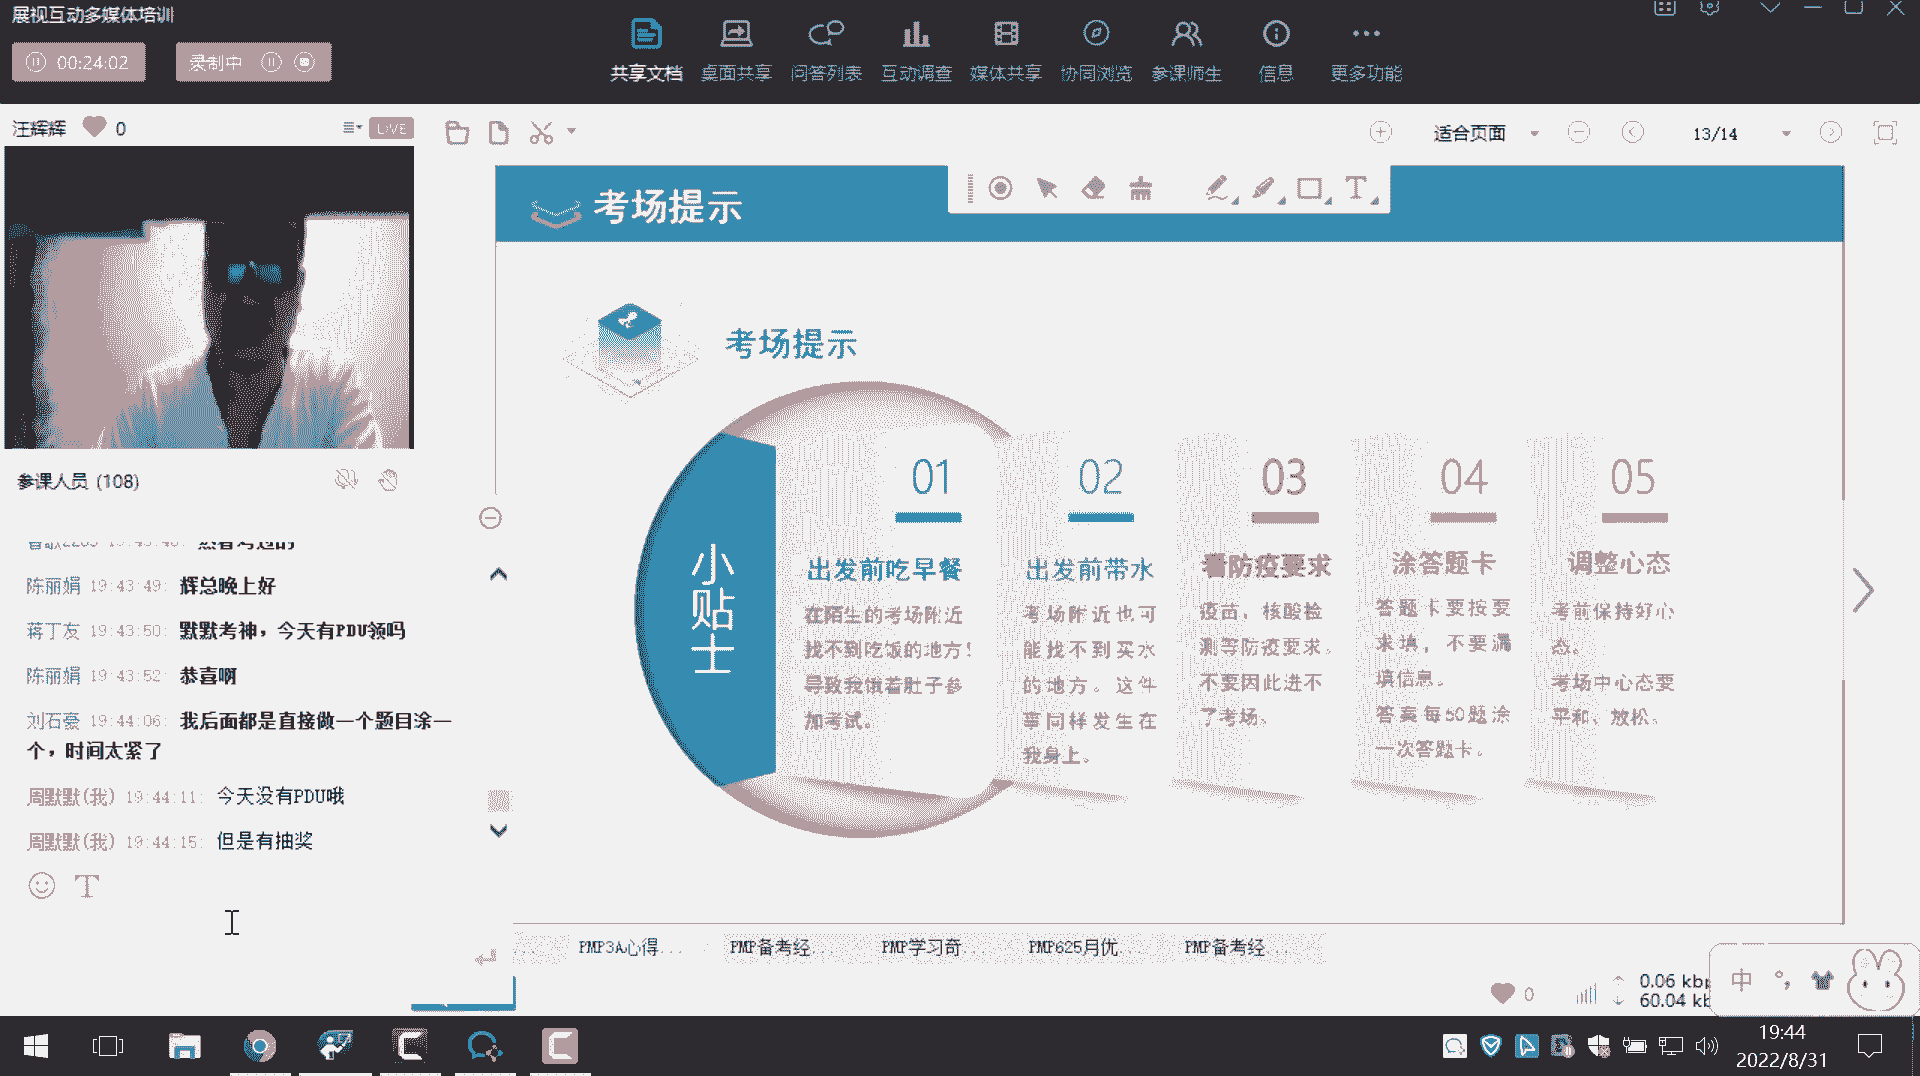 展视互动多媒体培训
00:24:02
录制中
共享文档
桌面共享
问答列表
互动调查
媒体共享
协同浏览
参课师生
信息
更多功能
汪辉辉
0
LIVE
适合页面
13/14
考场提示
T
考场提示
小贴士
01
出发前吃早餐
在陌生的考场附近
找不到吃饭的地方！
导致我饿着肚子参
加考试。
02
出发前带水
考场附近也可
能找不到买水
的地方。这件
事同样发生在
我身上。
03
看防疫要求
疫苗，核酸检
测等防疫要求。
不要因此进不
了考场。
04
涂答题卡
答题卡要按要
求填，不要漏
填信息。
答案每50题涂
一次答题卡。
05
调整心态
考前保持好心
态。
考场中心态要
平和、放松。
参课人员 (108)
陈丽娟 19:43:49: 辉总晚上好
蒋丁友 19:43:50: 默默考神，今天有PDU领吗
陈丽娟 19:43:52: 恭喜啊
刘石豪 19:44:06: 我后面都是直接做一个题目涂一
个，时间太紧了
周默默(我) 19:44:11: 今天没有PDU哦
周默默(我) 19:44:15: 但是有抽奖
T
PMP3A心得...
PMP备考经...
PMP学习奇...
PMP625月优...
PMP备考经...
0
0.06 kbp
60.04 kb
中
19:44
2022/8/31